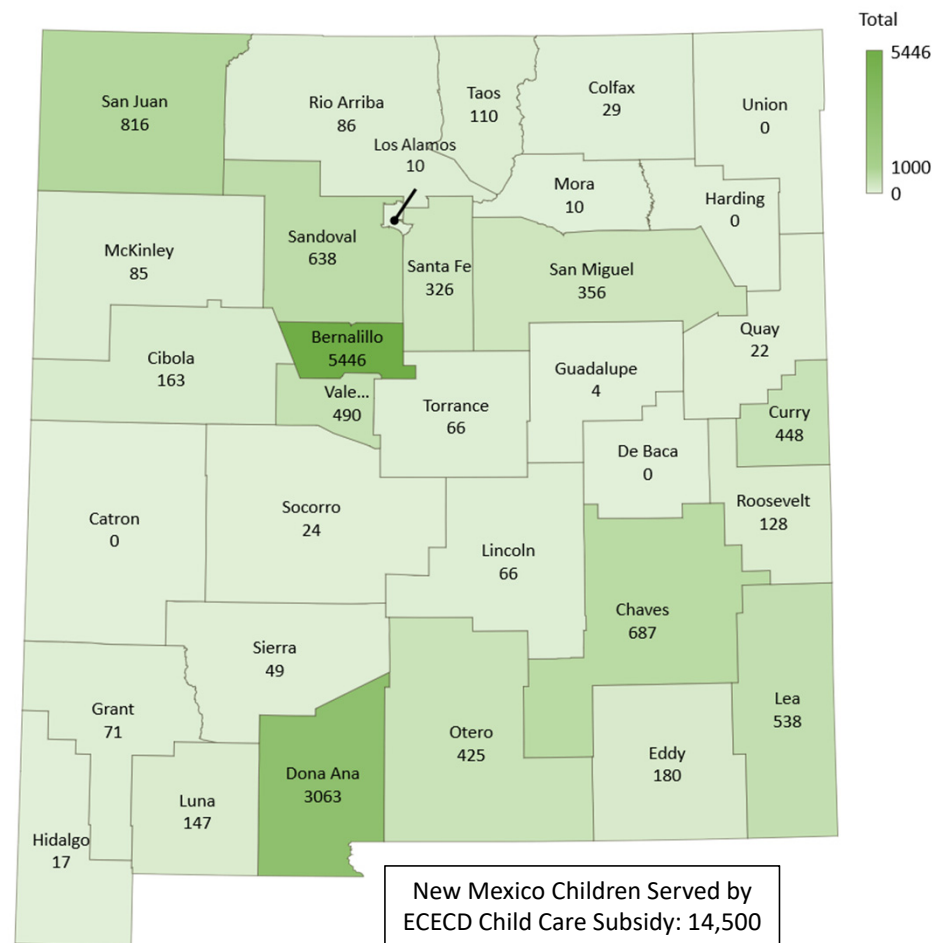 Total
5446
1000
0
San Juan
816
Rio Arriba
86
Taos
110
Colfax
29
Union
0
Los Alamos
10
Mora
10
Harding
0
McKinley
85
Sandoval
638
Santa Fe
326
San Miguel
356
Bernalillo
5446
Quay
22
Cibola
163
Vale...
490
Torrance
66
Guadalupe
4
Curry
448
De Baca
0
Roosevelt
128
Catron
0
Socorro
24
Lincoln
66
Chaves
687
Sierra
49
Grant
71
Dona Ana
3063
Otero
425
Lea
538
Eddy
180
Luna
147
Hidalgo
17
New Mexico Children Served by
ECECD Child Care Subsidy: 14,500